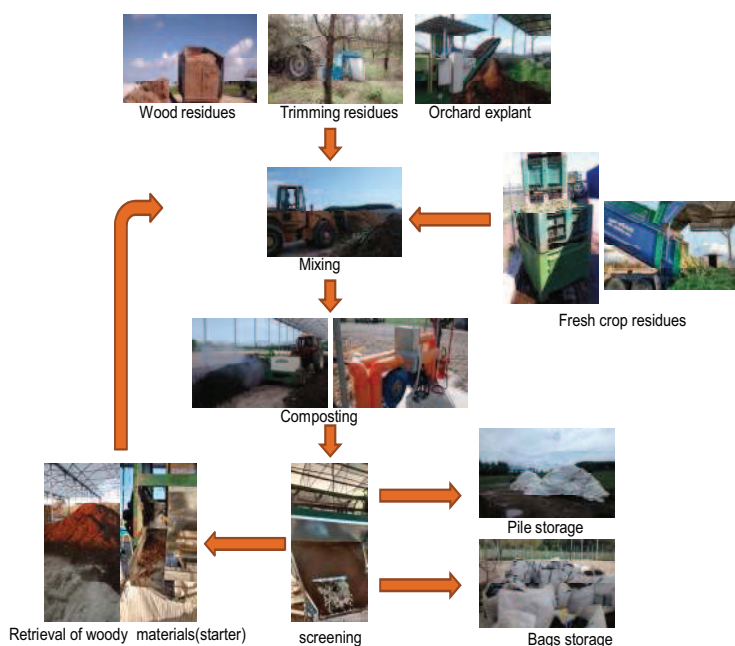 Wood residues
Trimming residues
Orchard explant
Mixing
Fresh crop residues
Composting
Pile storage
Retrieval of woody materials(starter)
screening
Bags storage